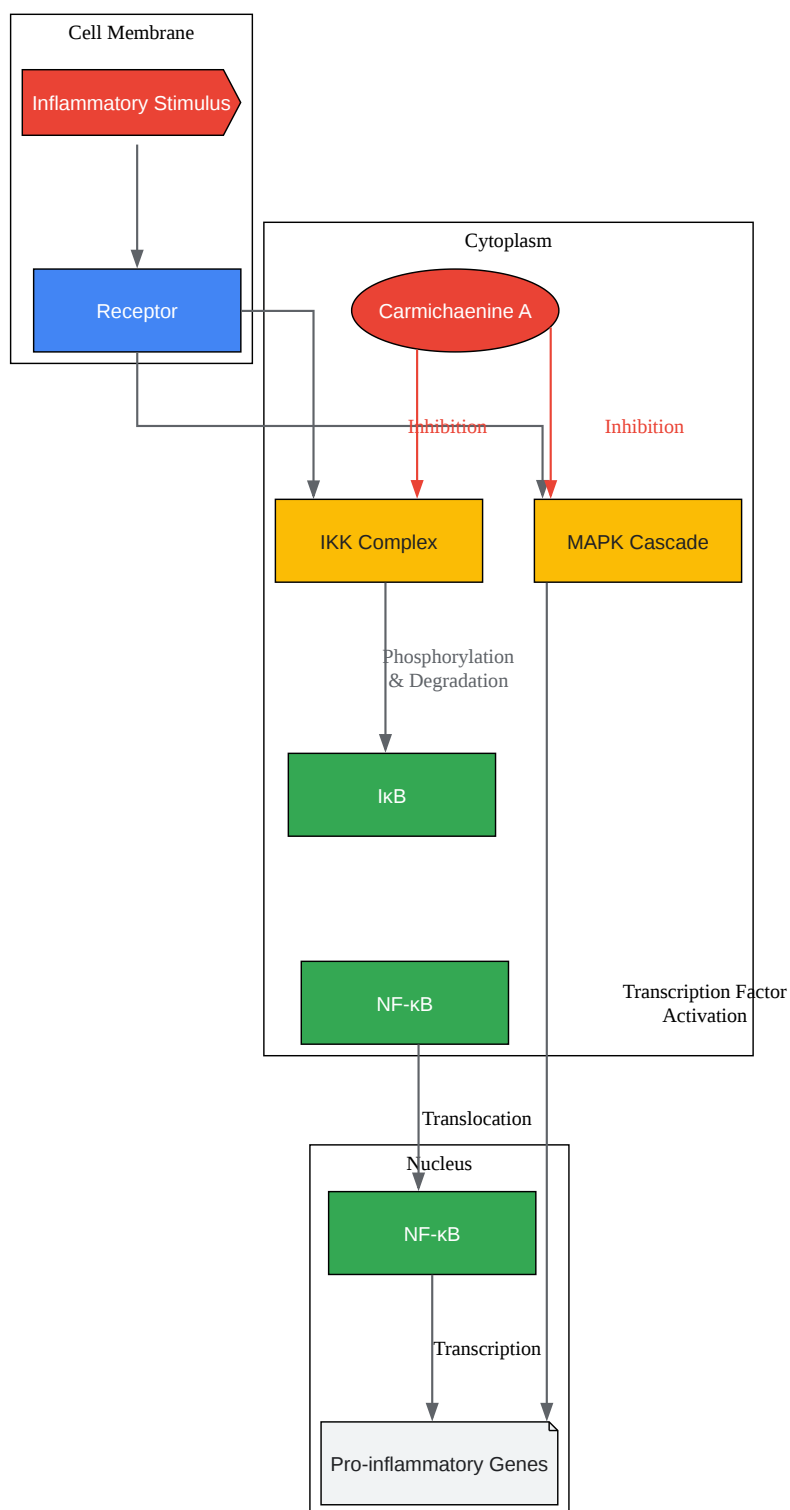 Cell Membrane
Inflammatory Stimulus
Cytoplasm
Receptor
Carmichaenine A
Inhibition
Inhibition
IKK Complex
MAPK Cascade
Phosphorylation
& Degradation
IκB
NF-κB
Transcription Factor
Activation
Translocation
Nucleus
NF-κB
Transcription
Pro-inflammatory Genes